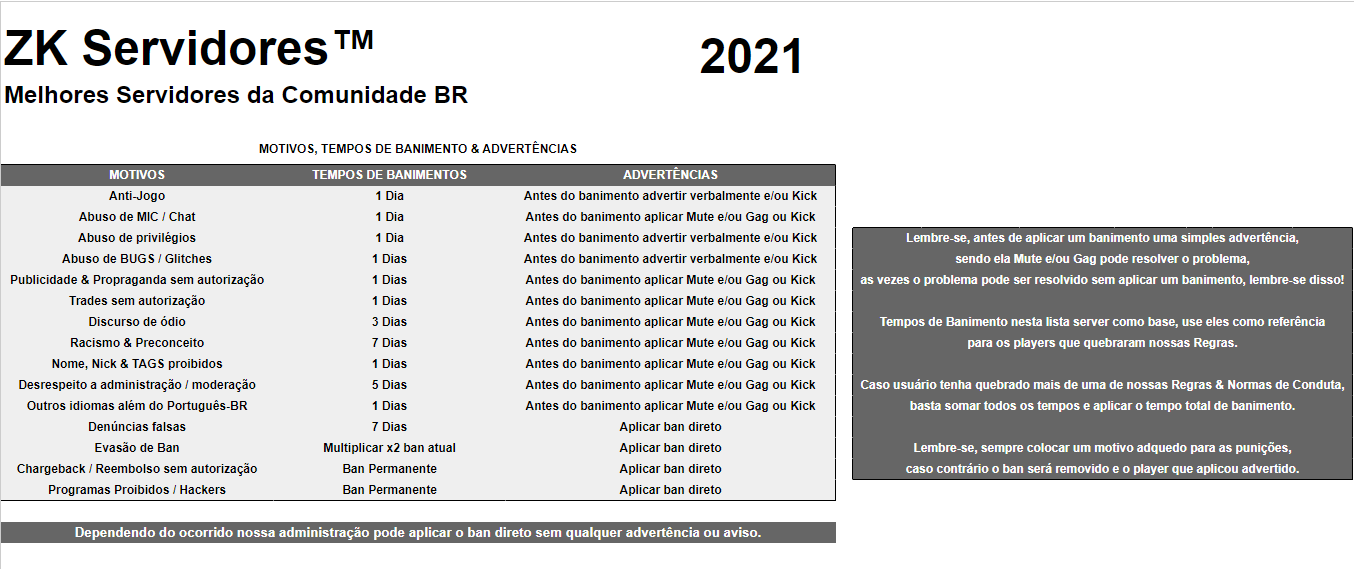 ZK Servidores™
2021
Melhores Servidores da Comunidade BR
MOTIVOS, TEMPOS DE BANIMENTO & ADVERTÊNCIAS
MOTIVOS TEMPOS DE BANIMENTOS ADVERTÊNCIAS
Anti-Jogo 1 Dia Antes do banimento advertir verbalmente e/ou Kick
Abuso de MIC / Chat 1 Dia Antes do banimento aplicar Mute e/ou Gag ou Kick
Abuso de privilégios 1 Dia Antes do banimento advertir verbalmente e/ou Kick
Abuso de BUGS / Glitches 1 Dias Antes do banimento advertir verbalmente e/ou Kick
Publicidade & Propraganda sem autorização 1 Dias Antes do banimento aplicar Mute e/ou Gag ou Kick
Trades sem autorização 1 Dias Antes do banimento aplicar Mute e/ou Gag ou Kick
Discurso de ódio 3 Dias Antes do banimento aplicar Mute e/ou Gag ou Kick
Racismo & Preconceito 7 Dias Antes do banimento aplicar Mute e/ou Gag ou Kick
Nome, Nick & TAGS proibidos 1 Dias Antes do banimento aplicar Mute e/ou Gag ou Kick
Desrespeito a administração / moderação 5 Dias Antes do banimento aplicar Mute e/ou Gag ou Kick
Outros idiomas além do Português-BR 1 Dias Antes do banimento aplicar Mute e/ou Gag ou Kick
Denúncias falsas 7 Dias Aplicar ban direto
Evasão de Ban Multiplicar x2 ban atual Aplicar ban direto
Chargeback / Reembolso sem autorização Ban Permanente Aplicar ban direto
Programas Proibidos / Hackers Ban Permanente Aplicar ban direto
Dependendo do ocorrido nossa administração pode aplicar o ban direto sem qualquer advertência ou aviso.
Lembre-se, antes de aplicar um banimento uma simples advertência,
sendo ela Mute e/ou Gag pode resolver o problema,
as vezes o problema pode ser resolvido sem aplicar um banimento, lembre-se disso!
Tempos de Banimento nesta lista server como base, use eles como referência
para os players que quebraram nossas Regras.
Caso usuário tenha quebrado mais de uma de nossas Regras & Normas de Conduta,
basta somar todos os tempos e aplicar o tempo total de banimento.
Lembre-se, sempre colocar um motivo adquedo para as punições,
caso contrário o ban será removido e o player que aplicou advertido.